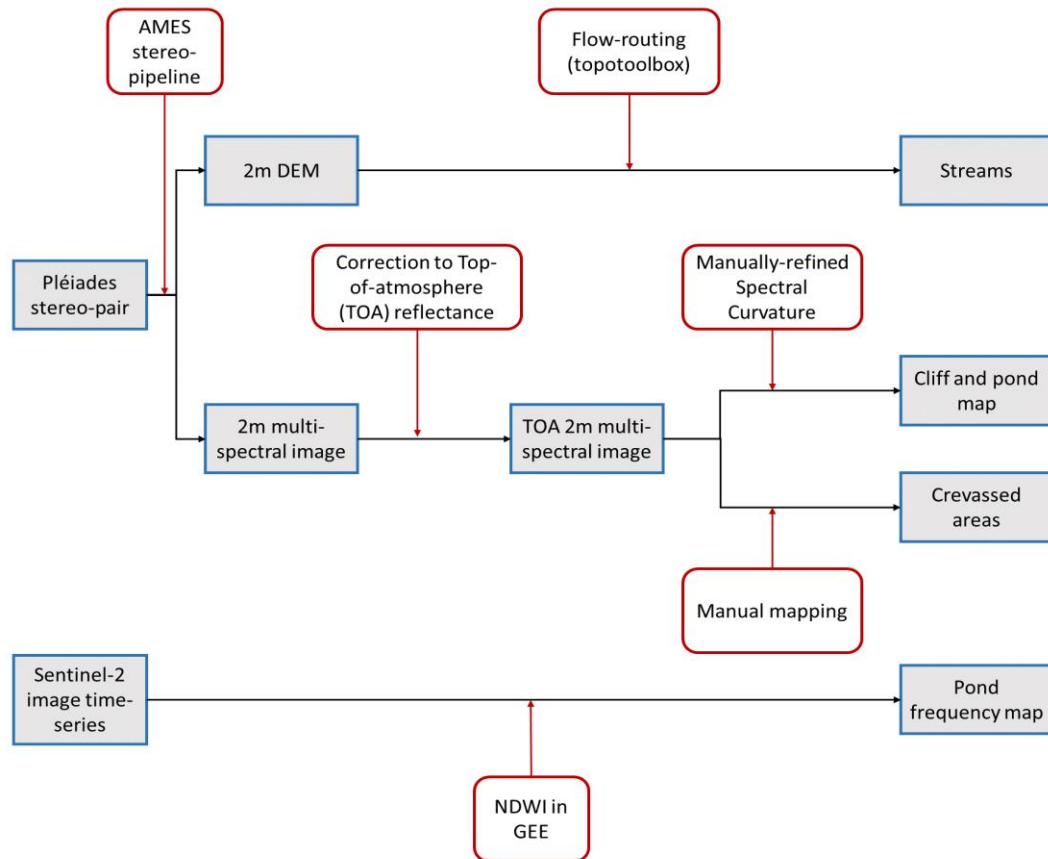 AMES
stereo-
pipeline
Flow-routing
(topotoolbox)
2m DEM
Streams
Pléiades
stereo-pair
Correction to Top-
of-atmosphere
(TOA) reflectance
Manually-refined
Spectral
Curvature
2m multi-
spectral image
TOA 2m multi-
spectral image
Cliff and pond
map
Crevassed
areas
Manual mapping
Sentinel-2
image time-
series
Pond
frequency map
NDWI in
GEE